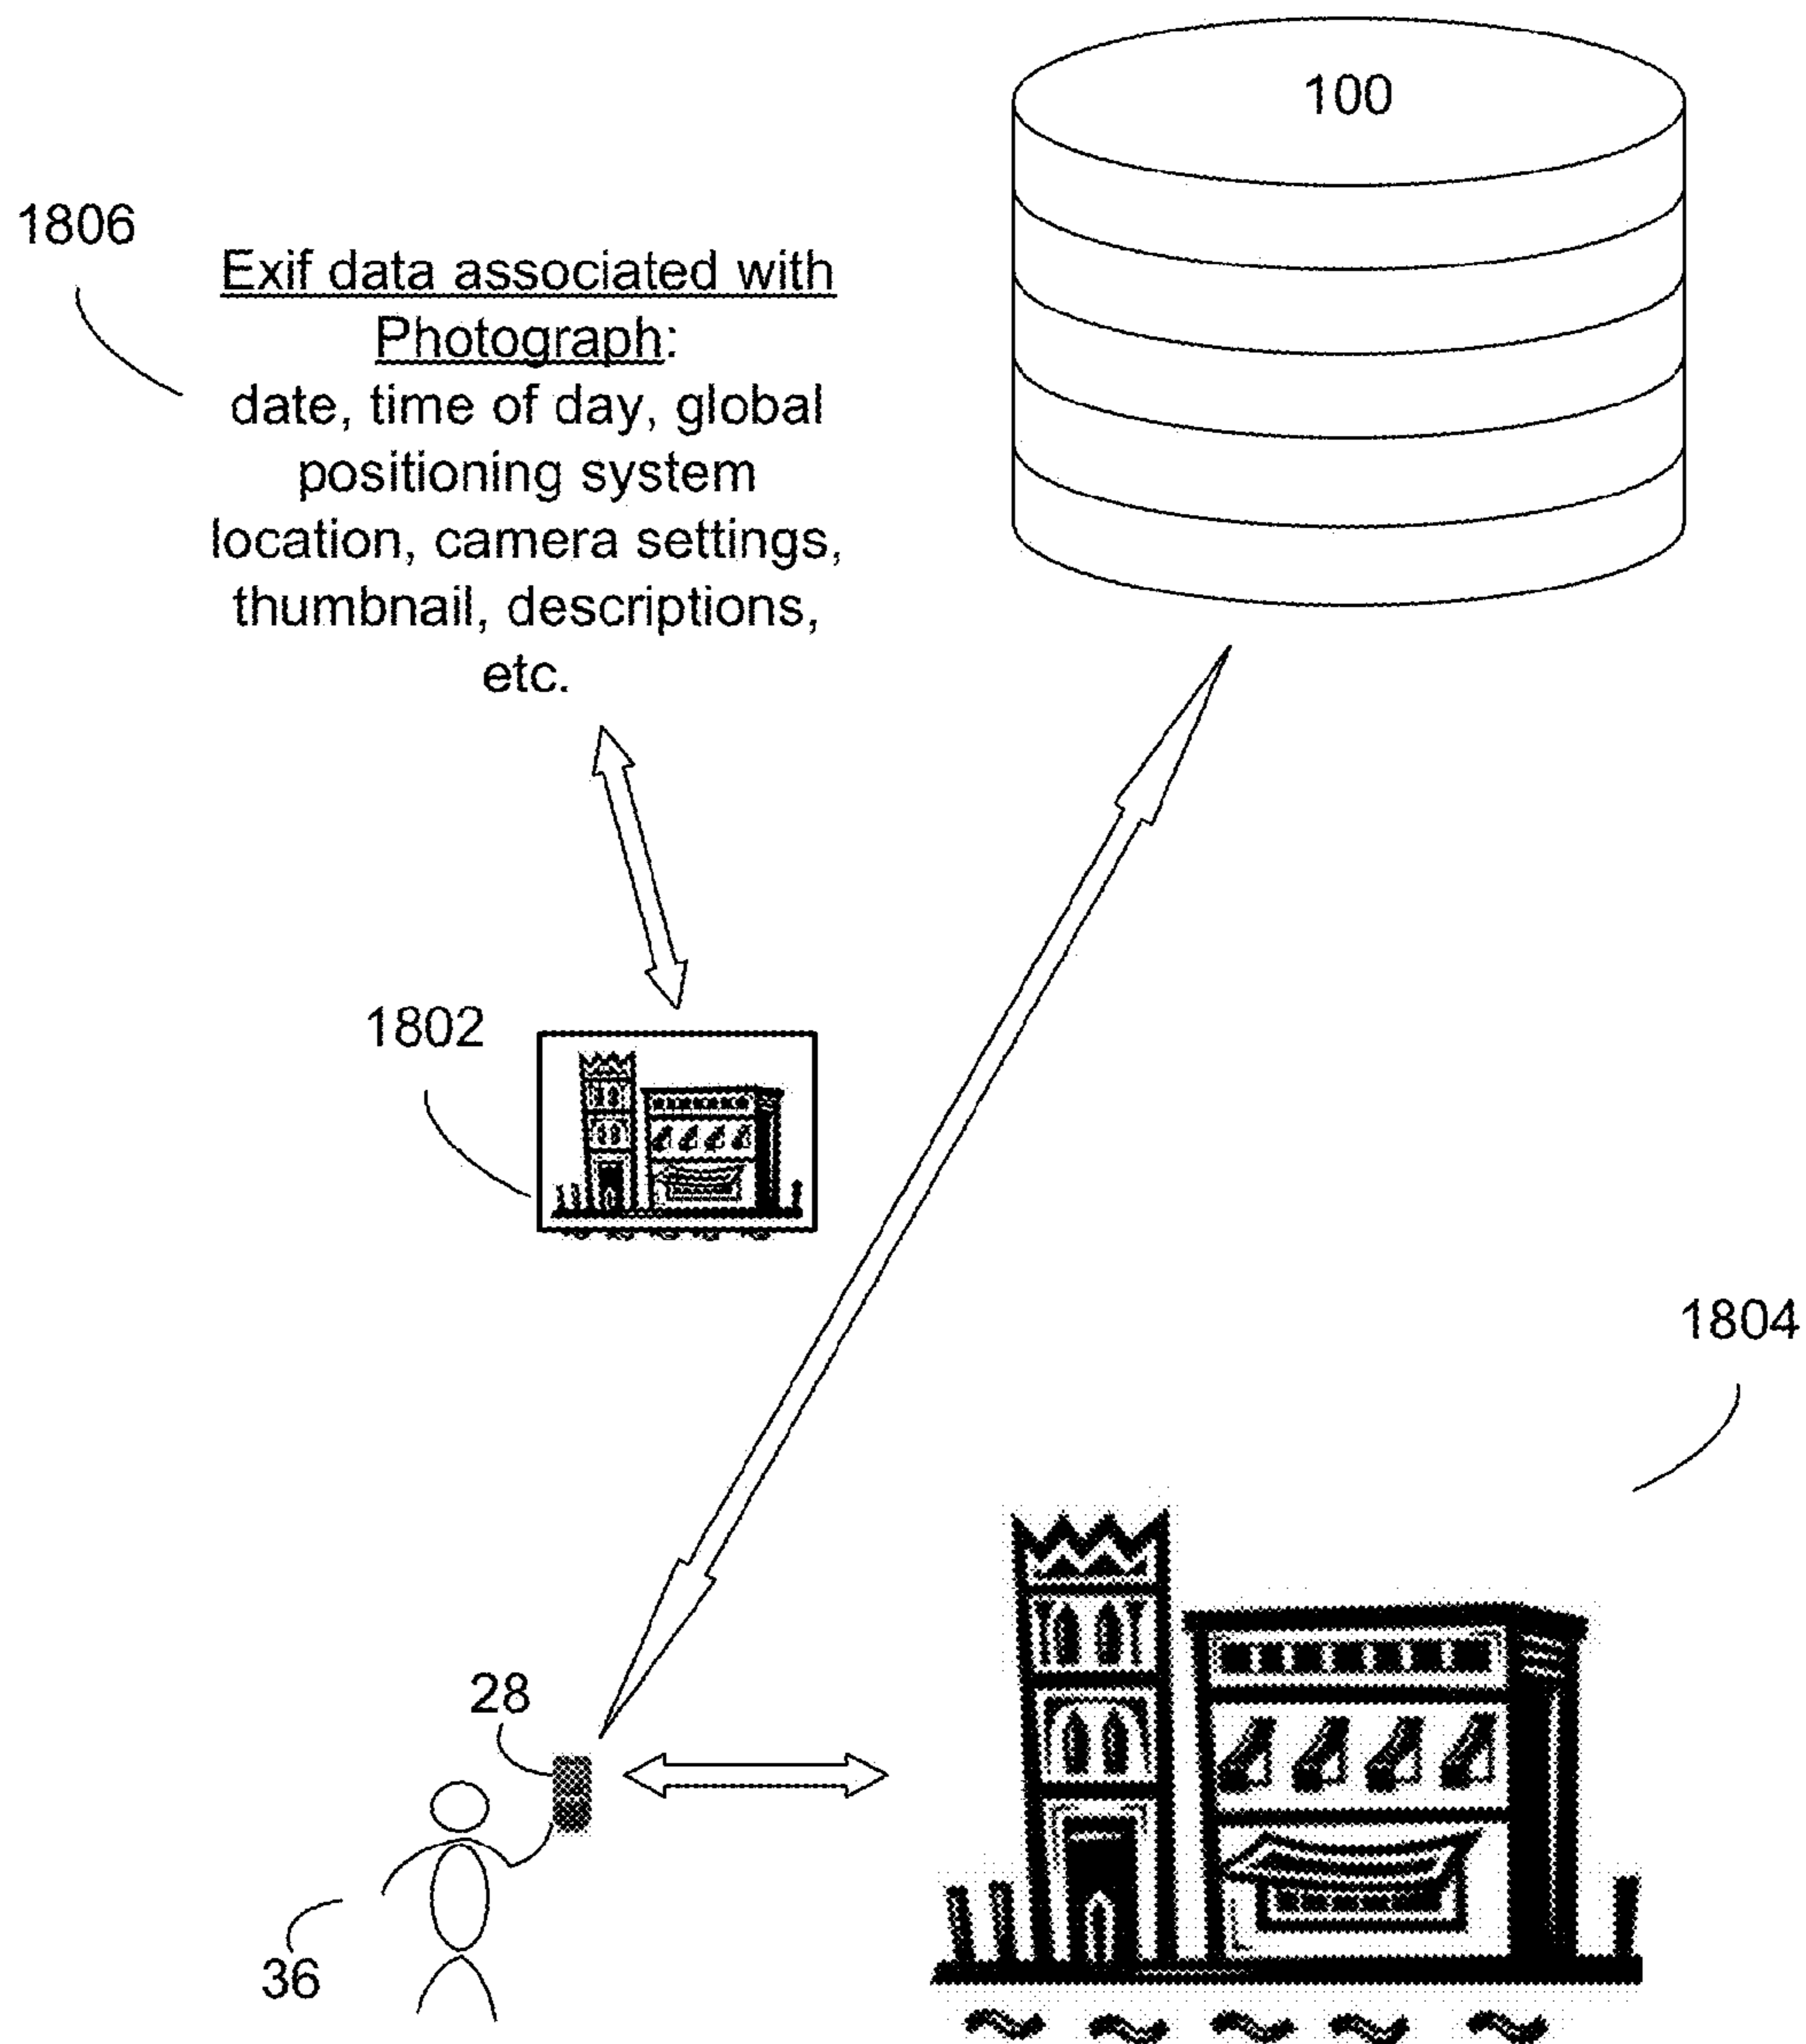 100
1806
Exif data associated with
Photograph:
date, time of day, global
positioning system
location, camera settings,
thumbnail, descriptions,
etc.
1802
1804
28
36